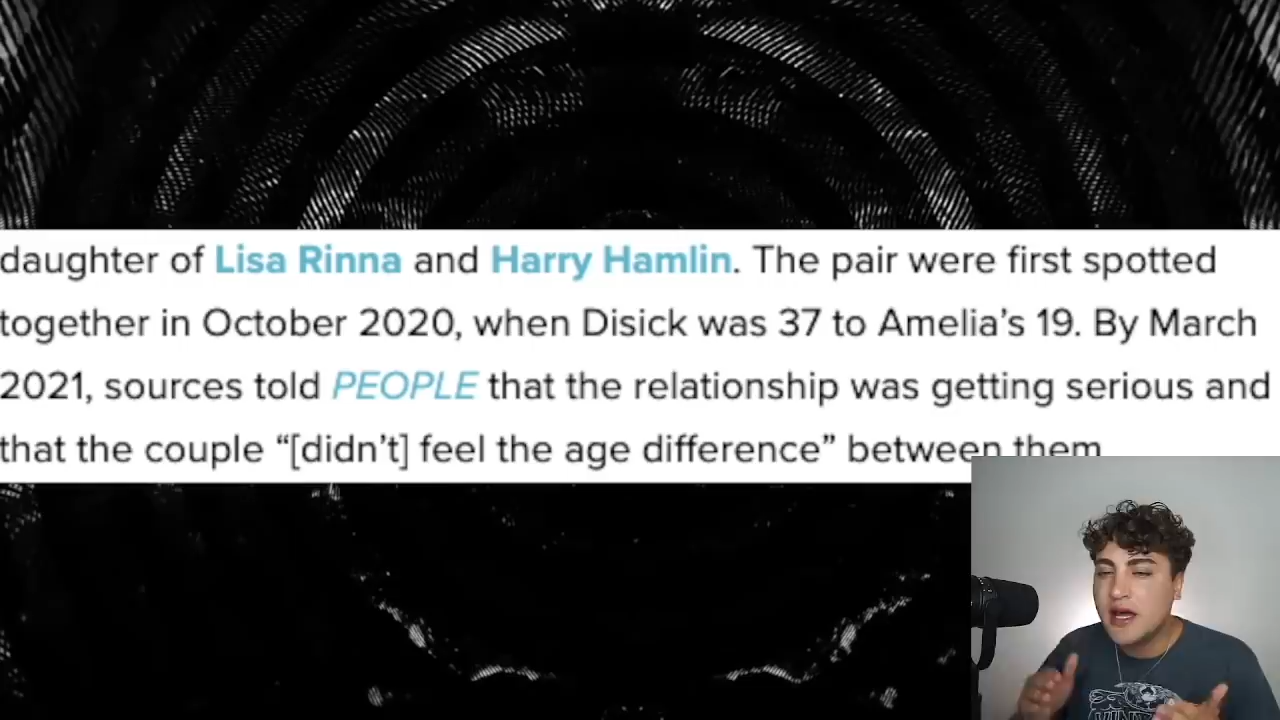 daughter of Lisa Rinna and Harry Hamlin. The pair were first spotted
together in October 2020, when Disick was 37 to Amelia’s 19. By March
2021, sources told PEOPLE that the relationship was getting serious and
that the couple “[didn’t] feel the age difference” between them